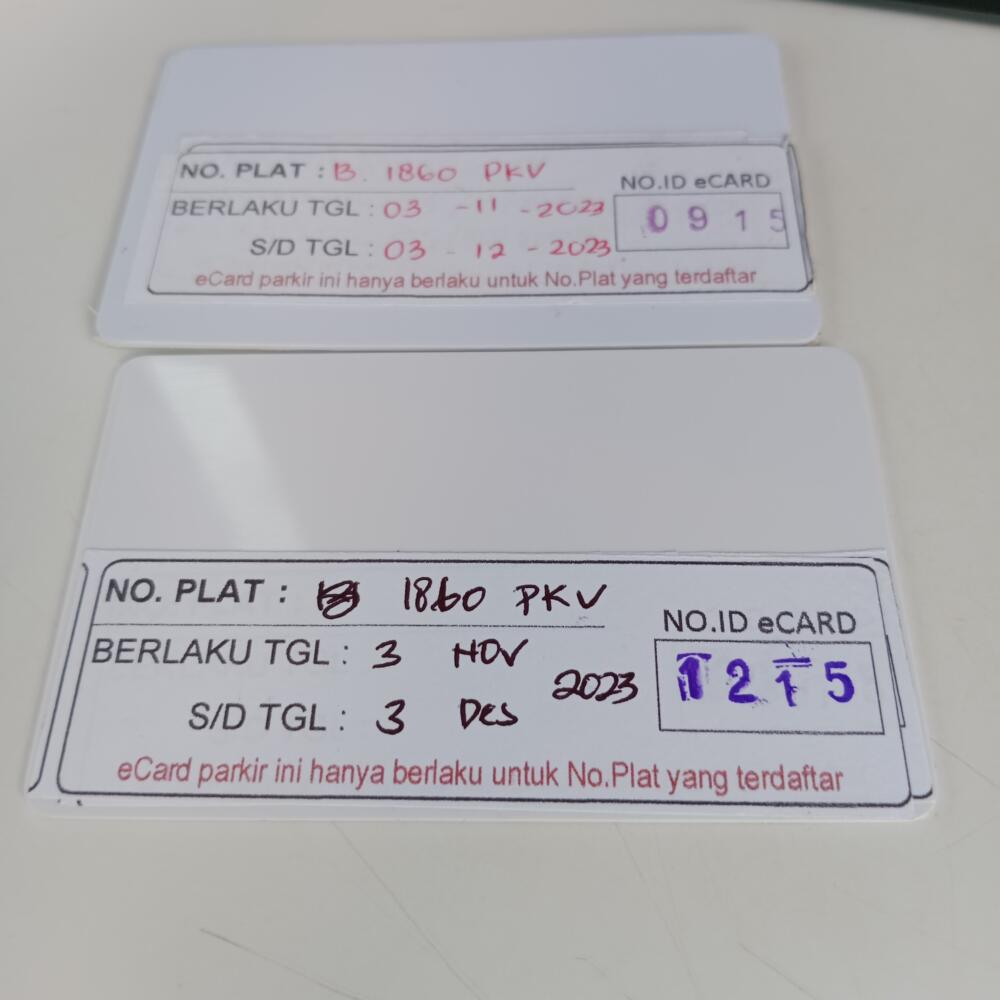 NO. PLAT : B. 1860 PKV
NO.ID eCARD
BERLAKU TGL : 03 - 11 - 2023
0915
S/D TGL : 03 - 12 - 2023
eCard parkir ini hanya berlaku untuk No.Plat yang terdaftar
NO. PLAT : B 1860 PKV
NO.ID eCARD
BERLAKU TGL : 3 NOV
2023
1215
S/D TGL : 3 Des
eCard parkir ini hanya berlaku untuk No.Plat yang terdaftar